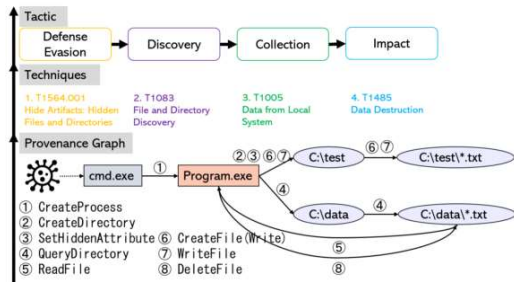 Tactic
Defense
Evasion
Discovery
Collection
Impact
Techniques
1. T1564.001
Hide Artifacts: Hidden
Files and Directories
2. T1083
File and Directory
Discovery
3. T1005
Data from Local
System
4. T1485
Data Destruction
Provenance Graph
cmd.exe
①
Program.exe
②③⑥⑦
C:\test
⑥⑦
C:\test\*.txt
④
C:\data
④
C:\data\*.txt
⑤
⑧
① CreateProcess
② CreateDirectory
③ SetHiddenAttribute
④ QueryDirectory
⑤ ReadFile
⑥ CreateFile(Write)
⑦ WriteFile
⑧ DeleteFile